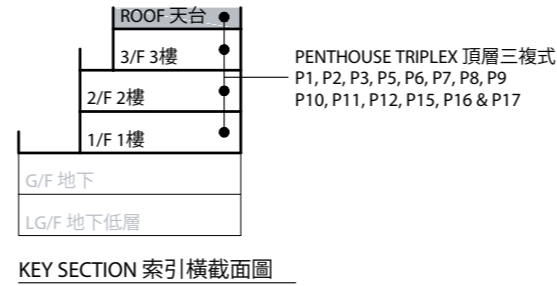 ROOF 天台
3/F 3樓
2/F 2樓
1/F 1樓
G/F 地下
LG/F 地下低層
PENTHOUSE TRIPLEX 頂層三複式
P1, P2, P3, P5, P6, P7, P8, P9
P10, P11, P12, P15, P16 & P17
KEY SECTION 索引橫截面圖